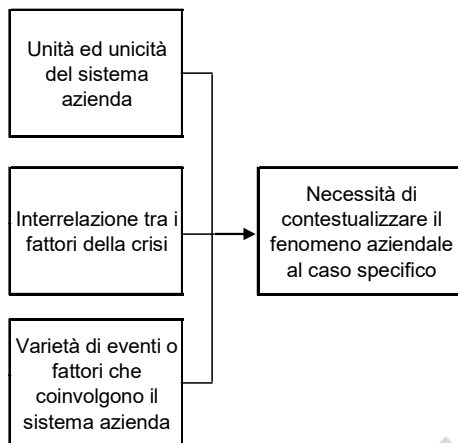 Unità ed unicità
del sistema
azienda
Interrelazione tra i
fattori della crisi
Necessità di
contestualizzare il
fenomeno aziendale
al caso specifico
Varietà di eventi o
fattori che
coinvolgono il
sistema azienda